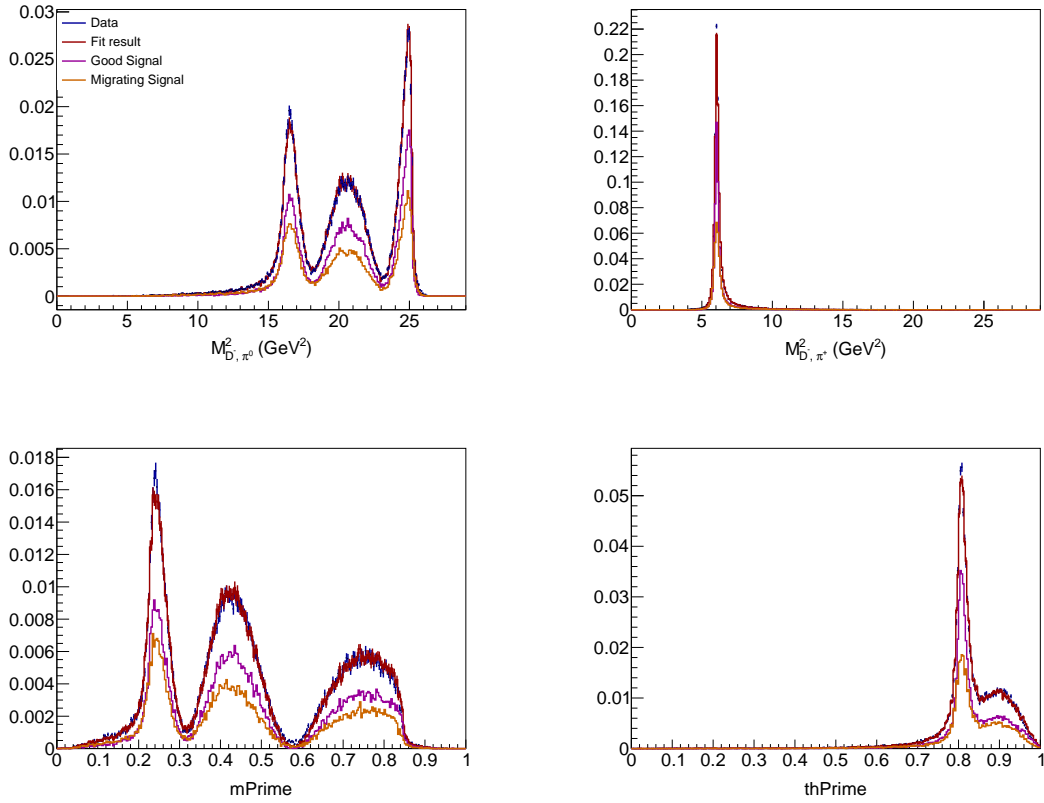 0.03
0.025
0.02
0.015
0.01
0.005
0
Data
Fit result
Good Signal
Migrating Signal
0 5 10 15 20 25
M²D⁻, π⁰ (GeV²)
0.22
0.2
0.18
0.16
0.14
0.12
0.1
0.08
0.06
0.04
0.02
0
0 5 10 15 20 25
M²D⁻, π⁺ (GeV²)
0.018
0.016
0.014
0.012
0.01
0.008
0.006
0.004
0.002
0
0 0.1 0.2 0.3 0.4 0.5 0.6 0.7 0.8 0.9 1
mPrime
0.05
0.04
0.03
0.02
0.01
0
0 0.1 0.2 0.3 0.4 0.5 0.6 0.7 0.8 0.9 1
thPrime